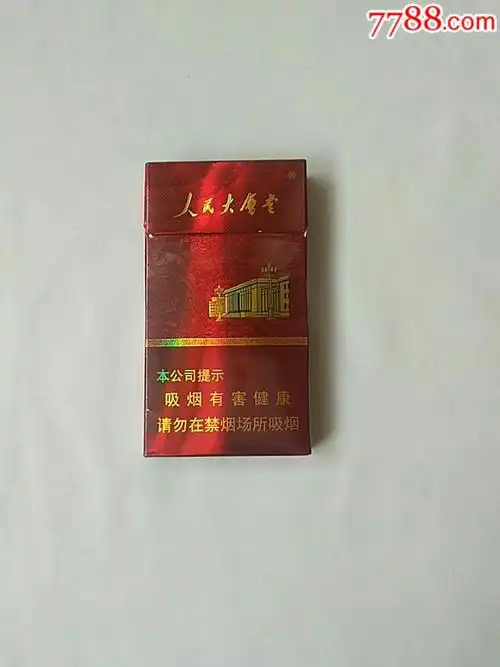 7788.com
人民大會堂
本公司提示
吸烟有害健康
请勿在禁烟场所吸烟